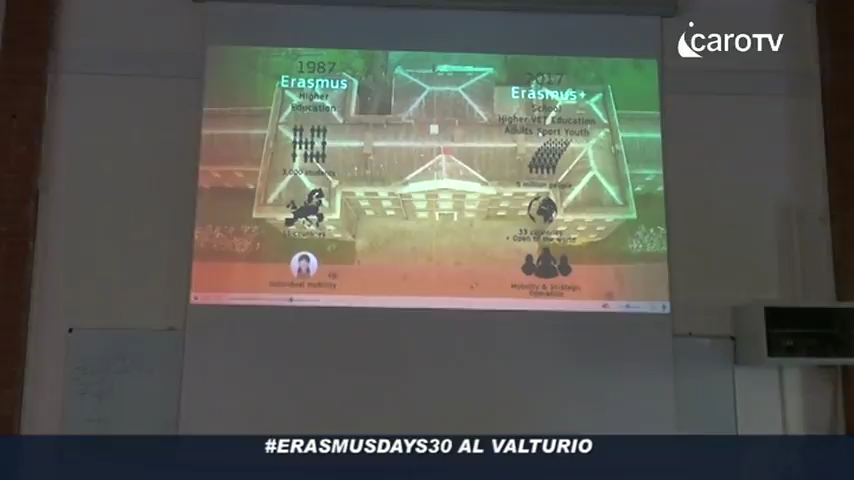 icaroTV
1987
Erasmus
Higher
Education
3,000 students
Individual mobility
2017
Erasmus+
School
Higher VET Education
Adults Sport Youth
9 million people
33 countries
+ Open to the world
Mobility & Strategic
#ERASMUSDAYS30 AL VALTURIO